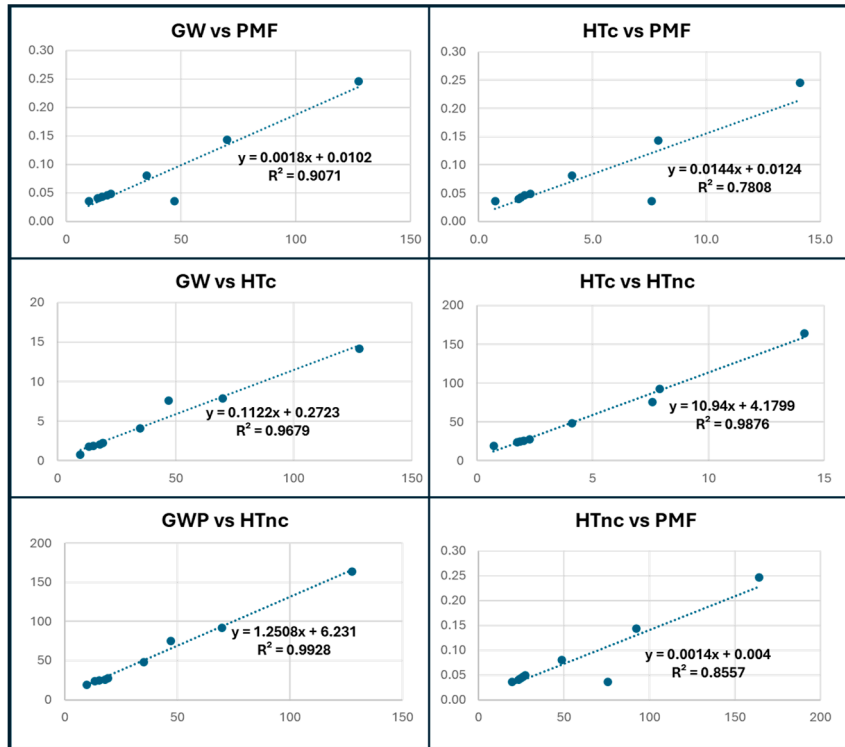 GW vs PMF
0.30
0.25
0.20
0.15
0.10
0.05
0.00
y = 0.0018x + 0.0102
R² = 0.9071
0 50 100 150
HTc vs PMF
0.30
0.25
0.20
0.15
0.10
0.05
0.00
y = 0.0144x + 0.0124
R² = 0.7808
0.0 5.0 10.0 15.0
GW vs HTc
20
15
10
5
0
y = 0.1122x + 0.2723
R² = 0.9679
0 50 100 150
HTc vs HTnc
200
150
100
50
0
y = 10.94x + 4.1799
R² = 0.9876
0 5 10 15
GWP vs HTnc
200
150
100
50
0
y = 1.2508x + 6.231
R² = 0.9928
0 50 100 150
HTnc vs PMF
0.30
0.25
0.20
0.15
0.10
0.05
0.00
y = 0.0014x + 0.004
R² = 0.8557
0 50 100 150 200